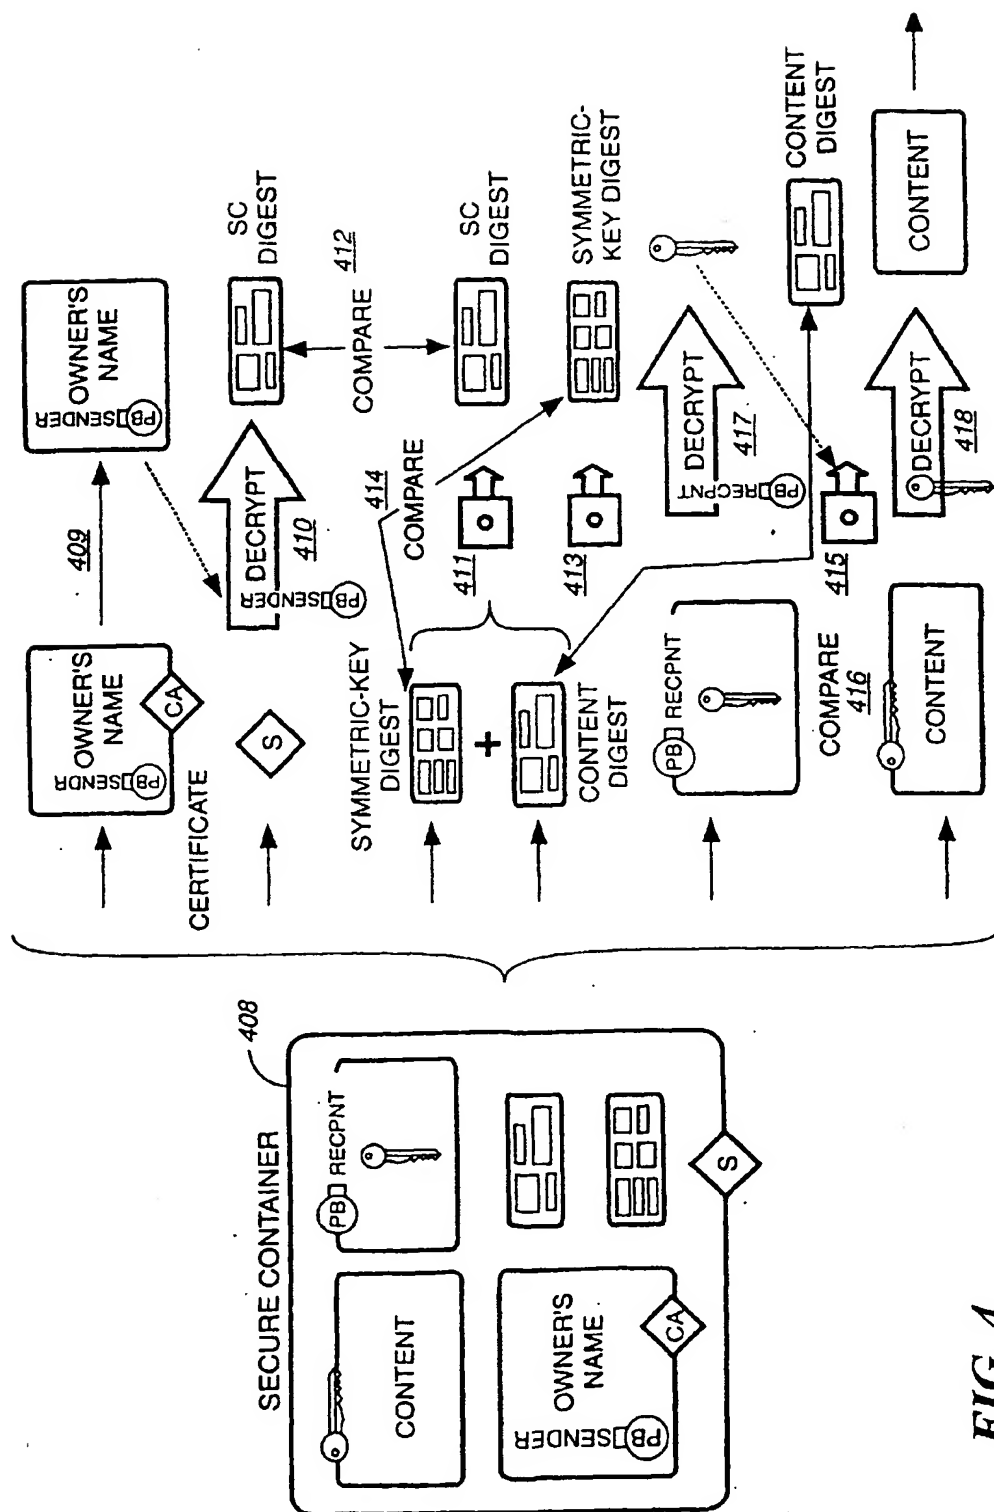 SECURE CONTAINER
408
CONTENT
PB RECPNT
PB SENDER
OWNER'S
NAME
CA
S
PB SENDR
OWNER'S
NAME
CA
CERTIFICATE
409
PB SENDER
OWNER'S
NAME
S
DECRYPT
410
PB SENDER
SC
DIGEST
COMPARE 412
SYMMETRIC-KEY
DIGEST
+
CONTENT
DIGEST
414
COMPARE
411
SC
DIGEST
413
SYMMETRIC-
KEY DIGEST
PB RECPNT
DECRYPT
417
PB RECPNT
COMPARE
416
415
CONTENT
DIGEST
CONTENT
DECRYPT
418
CONTENT
FIG. 4